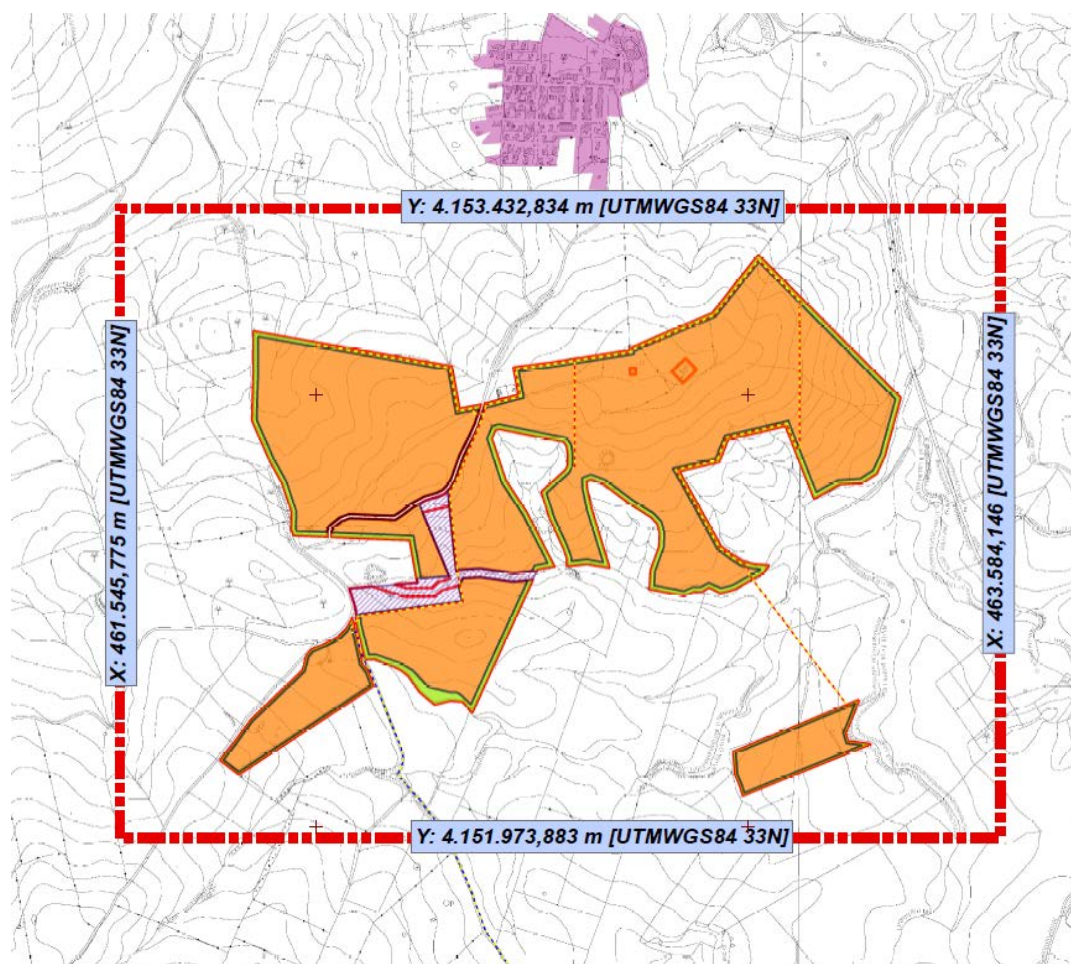 Y: 4.153.432,834 m [UTMWGS84 33N]
X: 461.545,775 m [UTMWGS84 33N]
X: 463.584,146 m [UTMWGS84 33N]
Y: 4.151.973,883 m [UTMWGS84 33N]